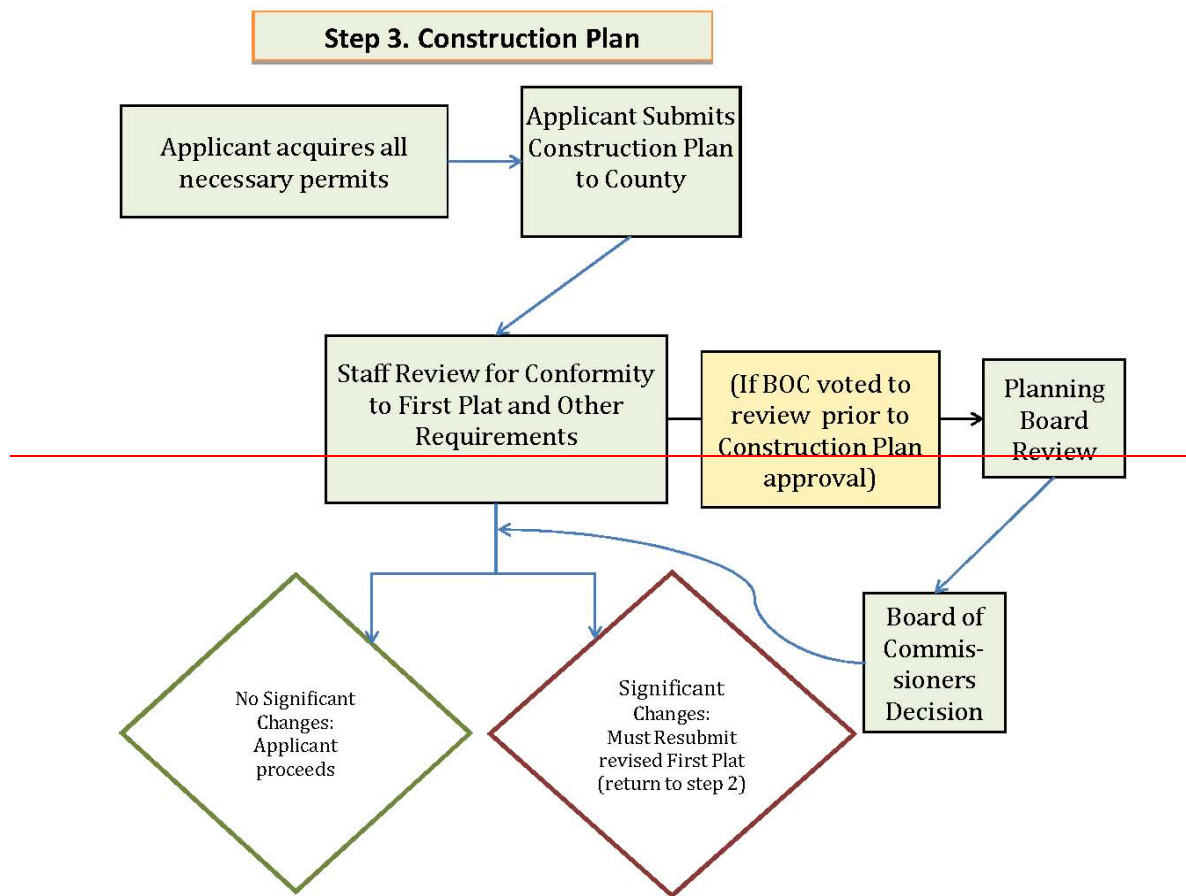 Step 3. Construction Plan
Applicant acquires all
necessary permits
Applicant Submits
Construction Plan
to County
Staff Review for Conformity
to First Plat and Other
Requirements
(If BOC voted to
review prior to
Construction Plan
approval)
Planning
Board
Review
Board of
Commis-
sioners
Decision
No Significant
Changes:
Applicant
proceeds
Significant
Changes:
Must Resubmit
revised First Plat
(return to step 2)